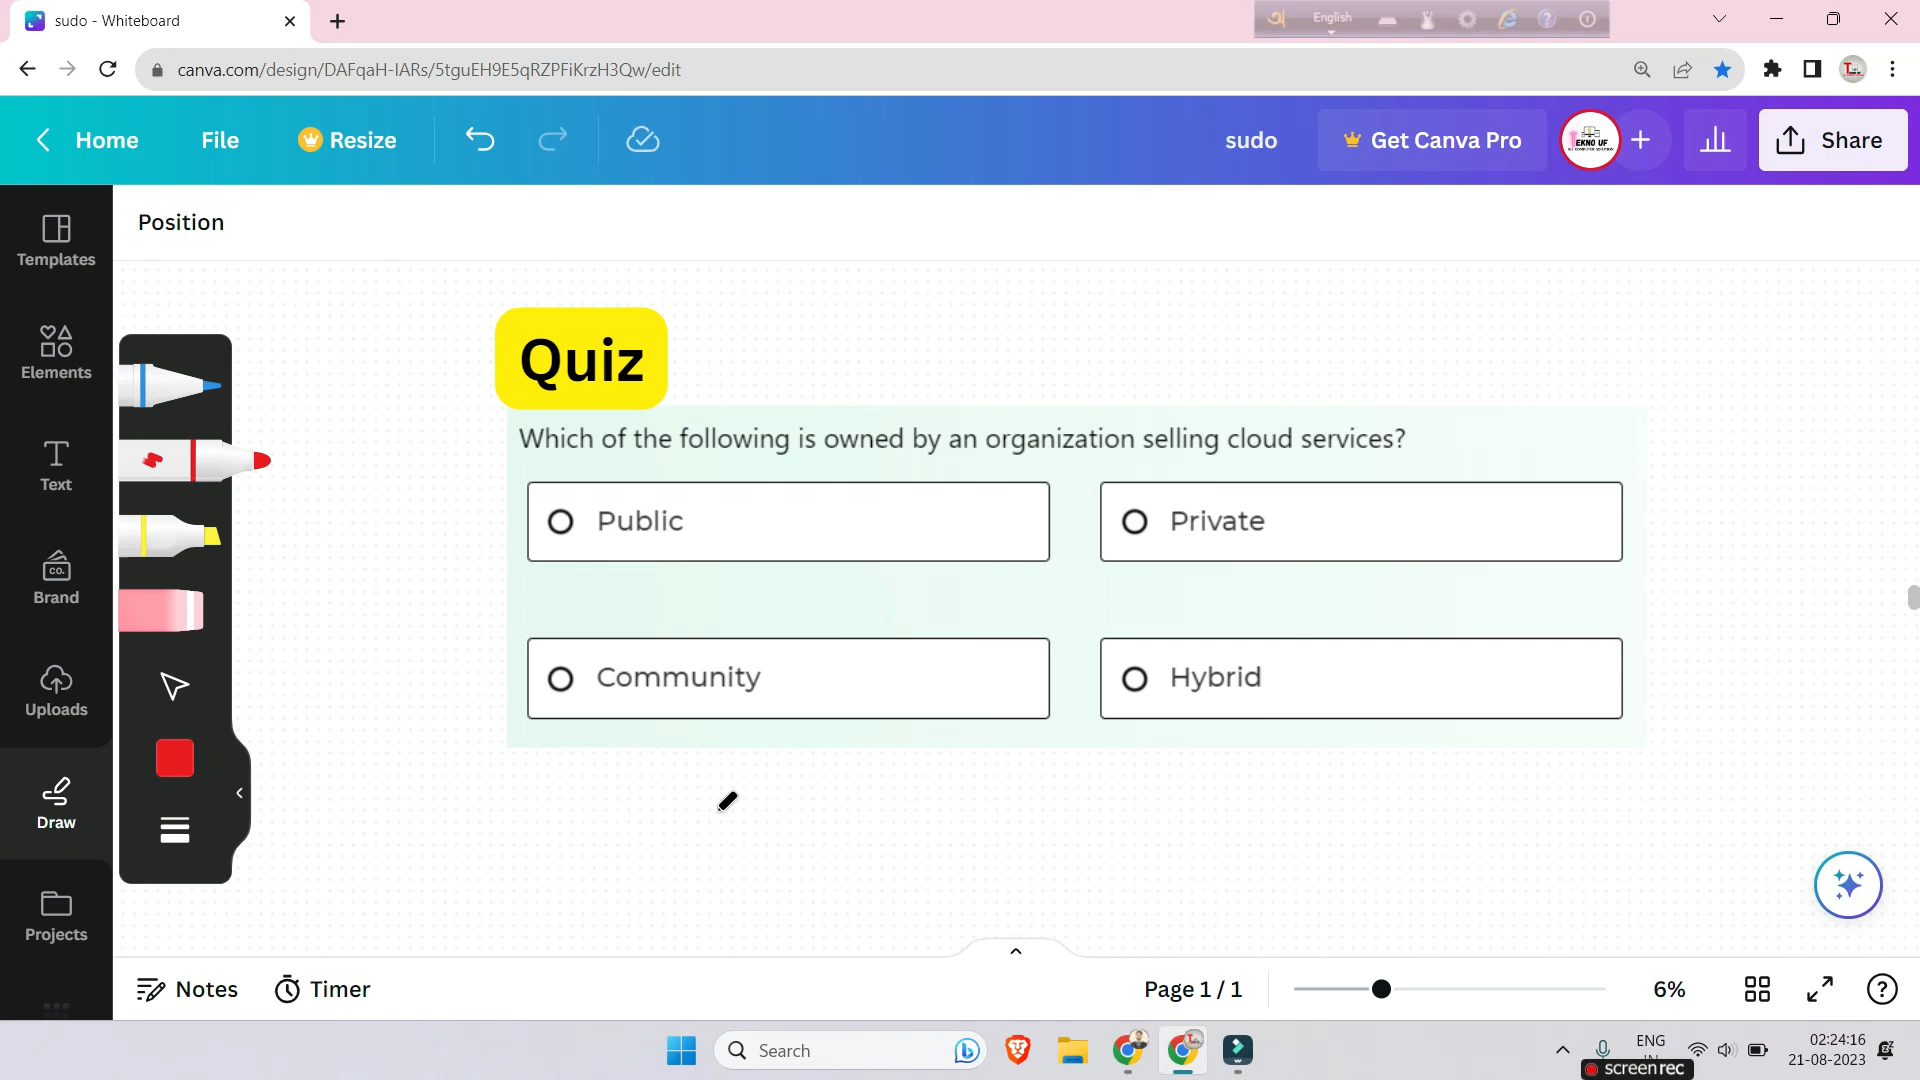 sudo - Whiteboard
English
canva.com/design/DAFqaH-IARs/5tguEH9E5qRZPFiKrzH3Qw/edit
Home
File
Resize
sudo
Get Canva Pro
EKNO UF
Share
Position
Templates
Elements
Text
CO.
Brand
Uploads
Draw
Projects
Quiz
Which of the following is owned by an organization selling cloud services?
Public
Private
Community
Hybrid
Notes
Timer
Page 1 / 1
6%
Search
ENG
02:24:16
21-08-2023
screenrec